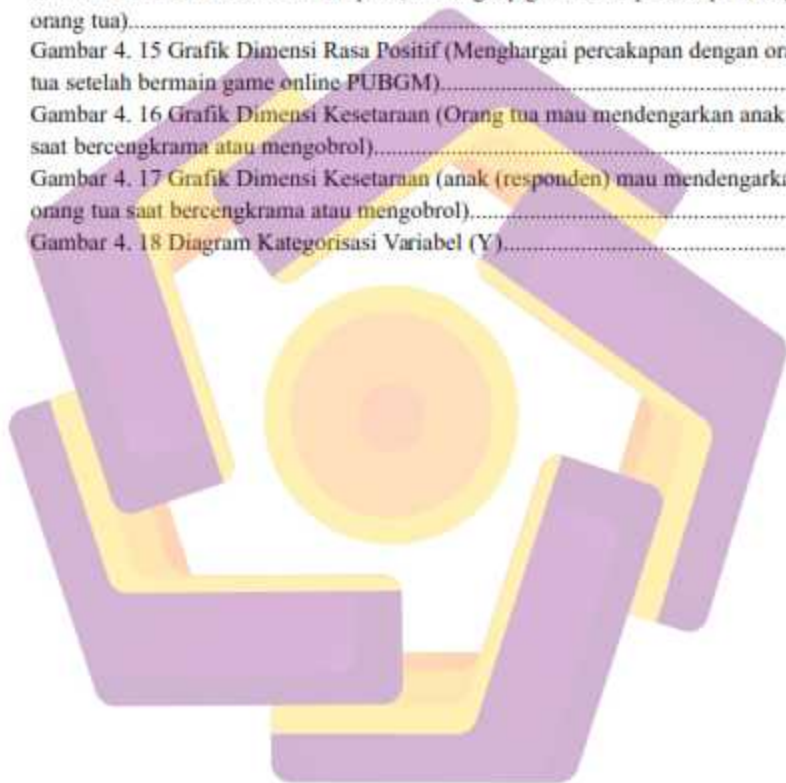 orang tua)...............................................................................................
Gambar 4. 15 Grafik Dimensi Rasa Positif (Menghargai percakapan dengan
tua setelah bermain game online PUBGM)...............................................................
Gambar 4. 16 Grafik Dimensi Kesetaraan (Orang tua mau mendengarkan anak
saat bercengkrama atau mengobrol)...............................................................
Gambar 4. 17 Grafik Dimensi Kesetaraan (anak (responden) mau
orang tua saat bercengkrama atau mengobrol)...............................................................
Gambar 4. 18 Diagram Kategorisasi Variabel (Y)...............................................................